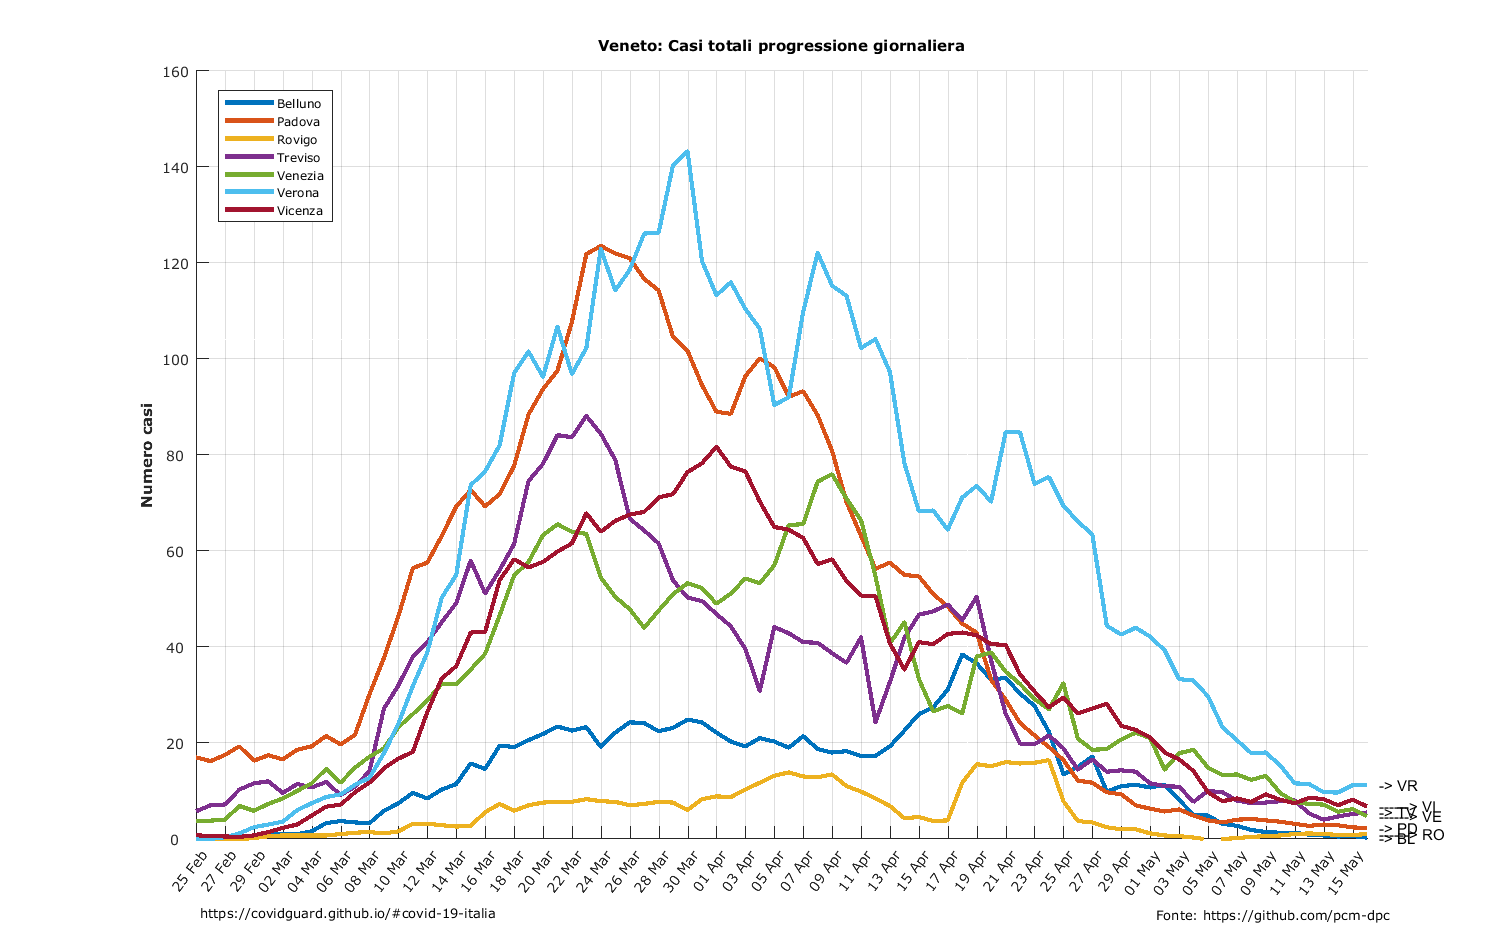 Veneto: Casi totali progressione giornaliera
160
140
120
100
80
60
40
20
0
Numero casi
Belluno
Padova
Rovigo
Treviso
Venezia
Verona
Vicenza
-> VR
-> VI
-> TV
-> VE
-> PD
-> RO
-> BL
25 Feb
27 Feb
29 Feb
02 Mar
04 Mar
06 Mar
08 Mar
10 Mar
12 Mar
14 Mar
16 Mar
18 Mar
20 Mar
22 Mar
24 Mar
26 Mar
28 Mar
30 Mar
01 Apr
03 Apr
05 Apr
07 Apr
09 Apr
11 Apr
13 Apr
15 Apr
17 Apr
19 Apr
21 Apr
23 Apr
25 Apr
27 Apr
29 Apr
01 May
03 May
05 May
07 May
09 May
11 May
13 May
15 May
https://covidguard.github.io/#covid-19-italia
Fonte: https://github.com/pcm-dpc